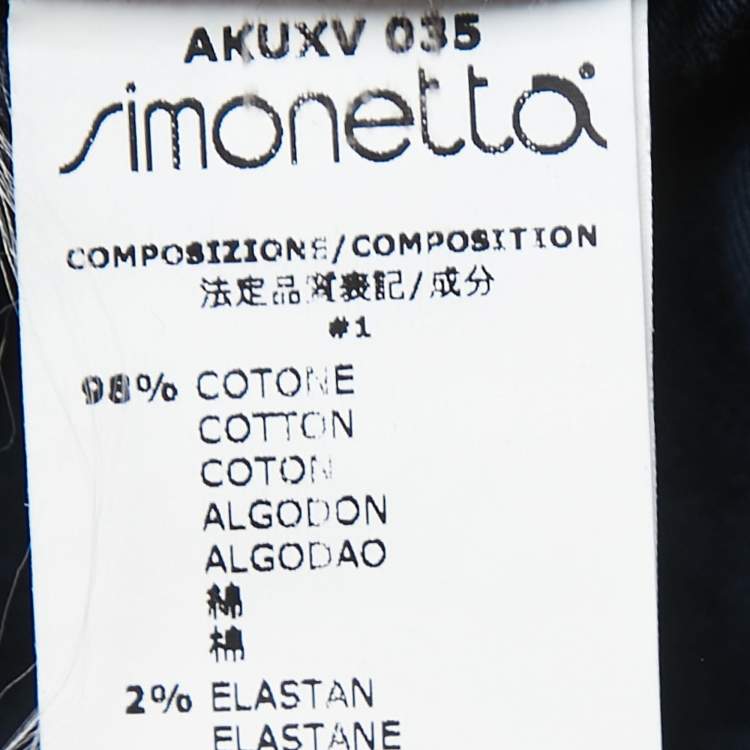 AKUXV 035
simonetta
COMPOSIZIONE/COMPOSITION
法定品質表記/成分
#1
98% COTONE
COTTON
COTON
ALGODON
ALGODAO
綿
棉
2% ELASTAN
ELASTANE